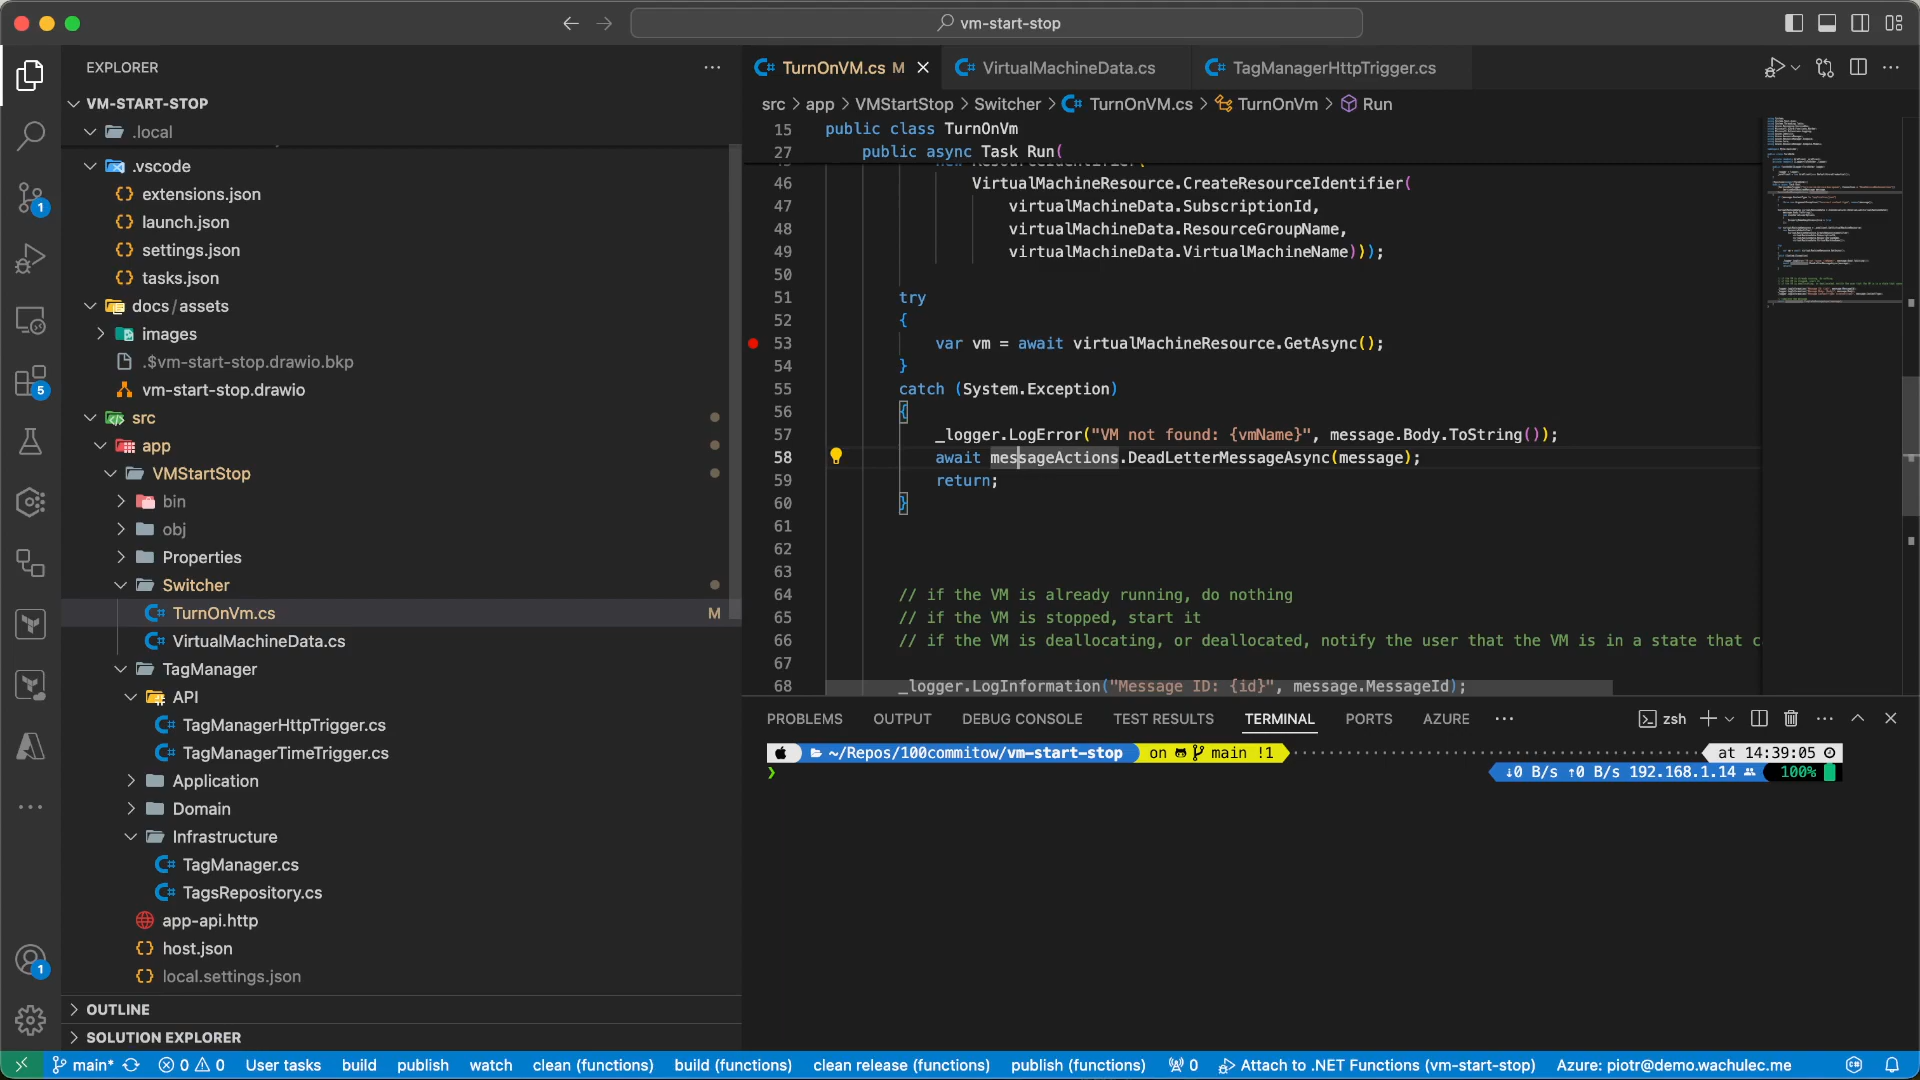 vm-start-stop
EXPLORER
VM-START-STOP
.local
.vscode
extensions.json
launch.json
settings.json
tasks.json
docs/assets
images
.$vm-start-stop.drawio.bkp
vm-start-stop.drawio
src
app
VMStartStop
bin
obj
Properties
Switcher
TurnOnVm.cs M
VirtualMachineData.cs
TagManager
API
TagManagerHttpTrigger.cs
TagManagerTimeTrigger.cs
Application
Domain
Infrastructure
TagManager.cs
TagsRepository.cs
app-api.http
host.json
local.settings.json
OUTLINE
SOLUTION EXPLORER
1
5
1
TurnOnVM.cs M
VirtualMachineData.cs
TagManagerHttpTrigger.cs
src > app > VMStartStop > Switcher > TurnOnVM.cs > TurnOnVm > Run
15 public class TurnOnVm
27 public async Task Run(
46 VirtualMachineResource.CreateResourceIdentifier(
47 virtualMachineData.SubscriptionId,
48 virtualMachineData.ResourceGroupName,
49 virtualMachineData.VirtualMachineName)));
50
51 try
52 {
53 var vm = await virtualMachineResource.GetAsync();
54 }
55 catch (System.Exception)
56 {
57 _logger.LogError("VM not found: {vmName}", message.Body.ToString());
58 await messageActions.DeadLetterMessageAsync(message);
59 return;
60 }
61
62
63
64 // if the VM is already running, do nothing
65 // if the VM is stopped, start it
66 // if the VM is deallocating, or deallocated, notify the user that the VM is in a state that c
67
68 _logger.LogInformation("Message ID: {id}", message.MessageId);
PROBLEMS OUTPUT DEBUG CONSOLE TEST RESULTS TERMINAL PORTS AZURE
zsh
~/Repos/100commitow/vm-start-stop on main !1 at 14:39:05
❯ ↓0 B/s ↑0 B/s 192.168.1.14 100%
main* 0 0 User tasks build publish watch clean (functions) build (functions) clean release (functions) publish (functions) 0 Attach to .NET Functions (vm-start-stop) Azure: piotr@demo.wachulec.me